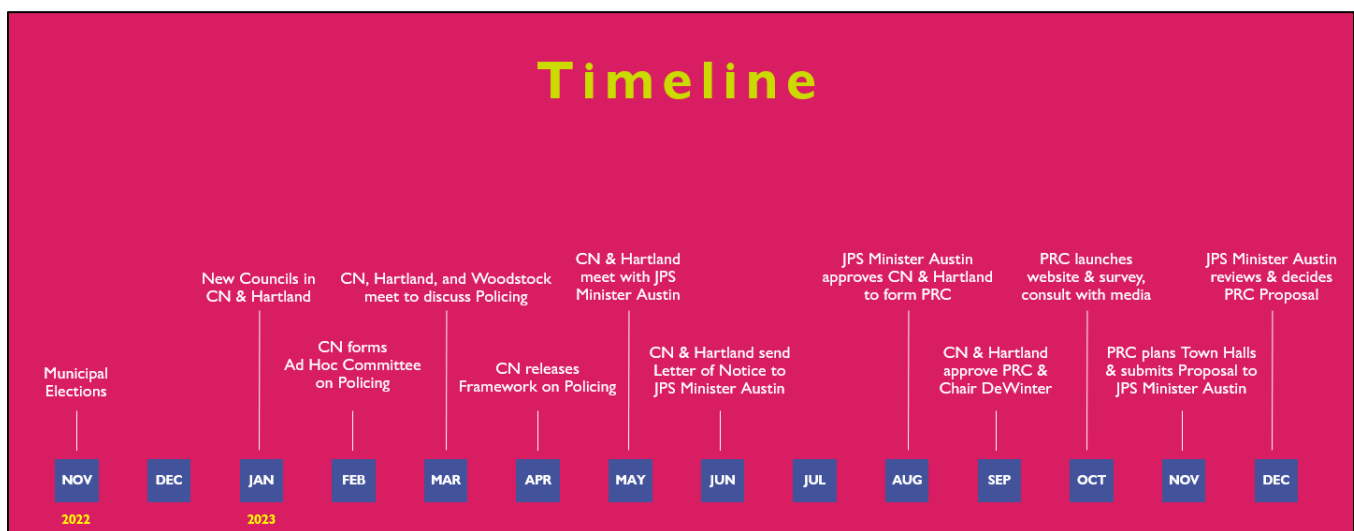 Timeline
Municipal
Elections
New Councils in
CN & Hartland
CN forms
Ad Hoc Committee
on Policing
CN, Hartland, and Woodstock
meet to discuss Policing
CN releases
Framework on Policing
CN & Hartland
meet with JPS
Minister Austin
CN & Hartland send
Letter of Notice to
JPS Minister Austin
JPS Minister Austin
approves CN & Hartland
to form PRC
CN & Hartland
approve PRC &
Chair DeWinter
PRC launches
website & survey,
consult with media
PRC plans Town Halls
& submits Proposal to
JPS Minister Austin
JPS Minister Austin
reviews & decides
PRC Proposal
NOV
DEC
JAN
FEB
MAR
APR
MAY
JUN
JUL
AUG
SEP
OCT
NOV
DEC
2022
2023